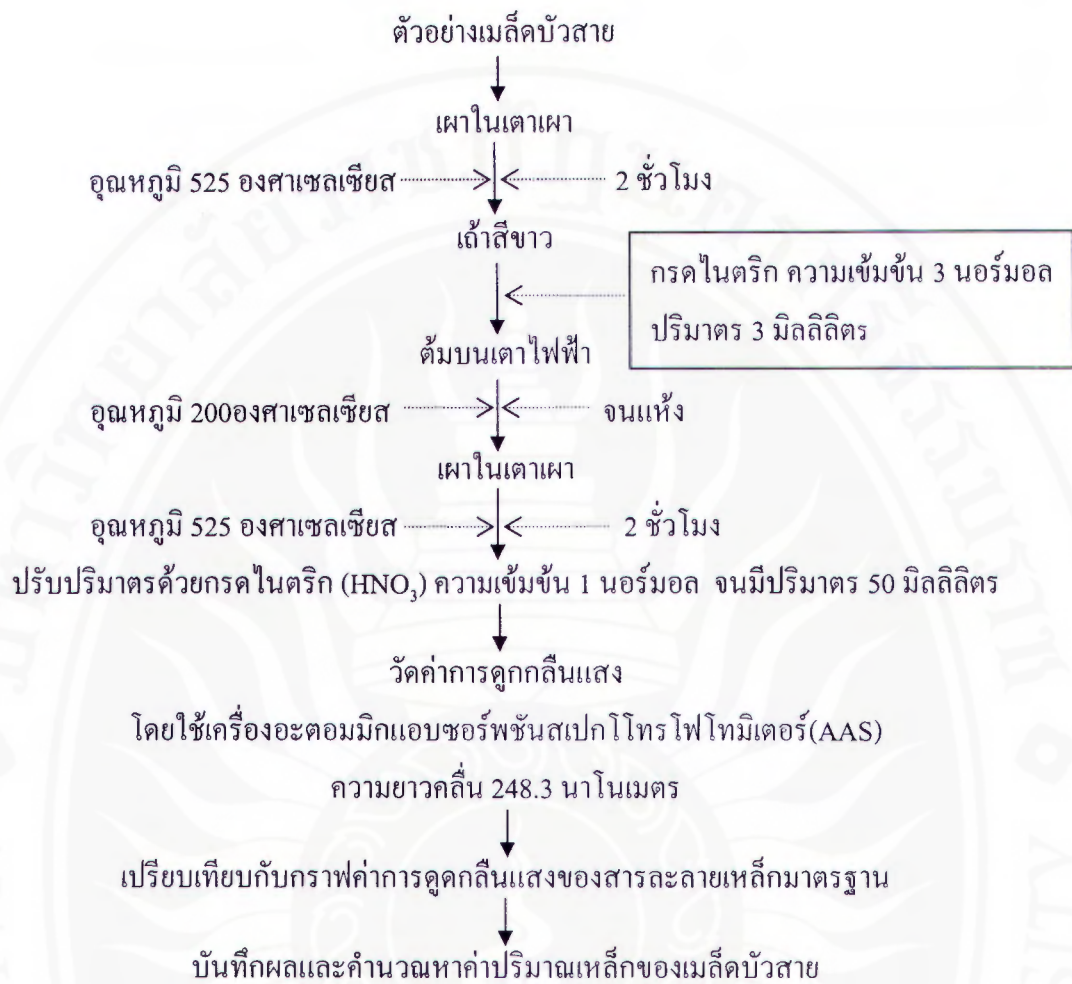 ตัวอย่างเมล็ดบัวสาย
เผาในเตาเผา
อุณหภูมิ 525 องศาเซลเซียส 2 ชั่วโมง
เถ้าสีขาว
กรดไนตริก ความเข้มข้น 3 นอร์มอล
ปริมาตร 3 มิลลิลิตร
ต้มบนเตาไฟฟ้า
อุณหภูมิ 200องศาเซลเซียส จนแห้ง
เผาในเตาเผา
อุณหภูมิ 525 องศาเซลเซียส 2 ชั่วโมง
ปรับปริมาตรด้วยกรดไนตริก (HNO₃) ความเข้มข้น 1 นอร์มอล จนมีปริมาตร 50 มิลลิลิตร
วัดค่าการดูกกลืนแสง
โดยใช้เครื่องอะตอมมิกแอบซอร์พชันสเปกโโทรโฟโทมิเตอร์(AAS)
ความยาวคลื่น 248.3 นาโนเมตร
เปรียบเทียบกับกราฟค่าการดูดกลืนแสงของสารละลายเหล็กมาตรฐาน
บันทึกผลและคำนวณหาค่าปริมาณเหล็กของเมล็ดบัวสาย